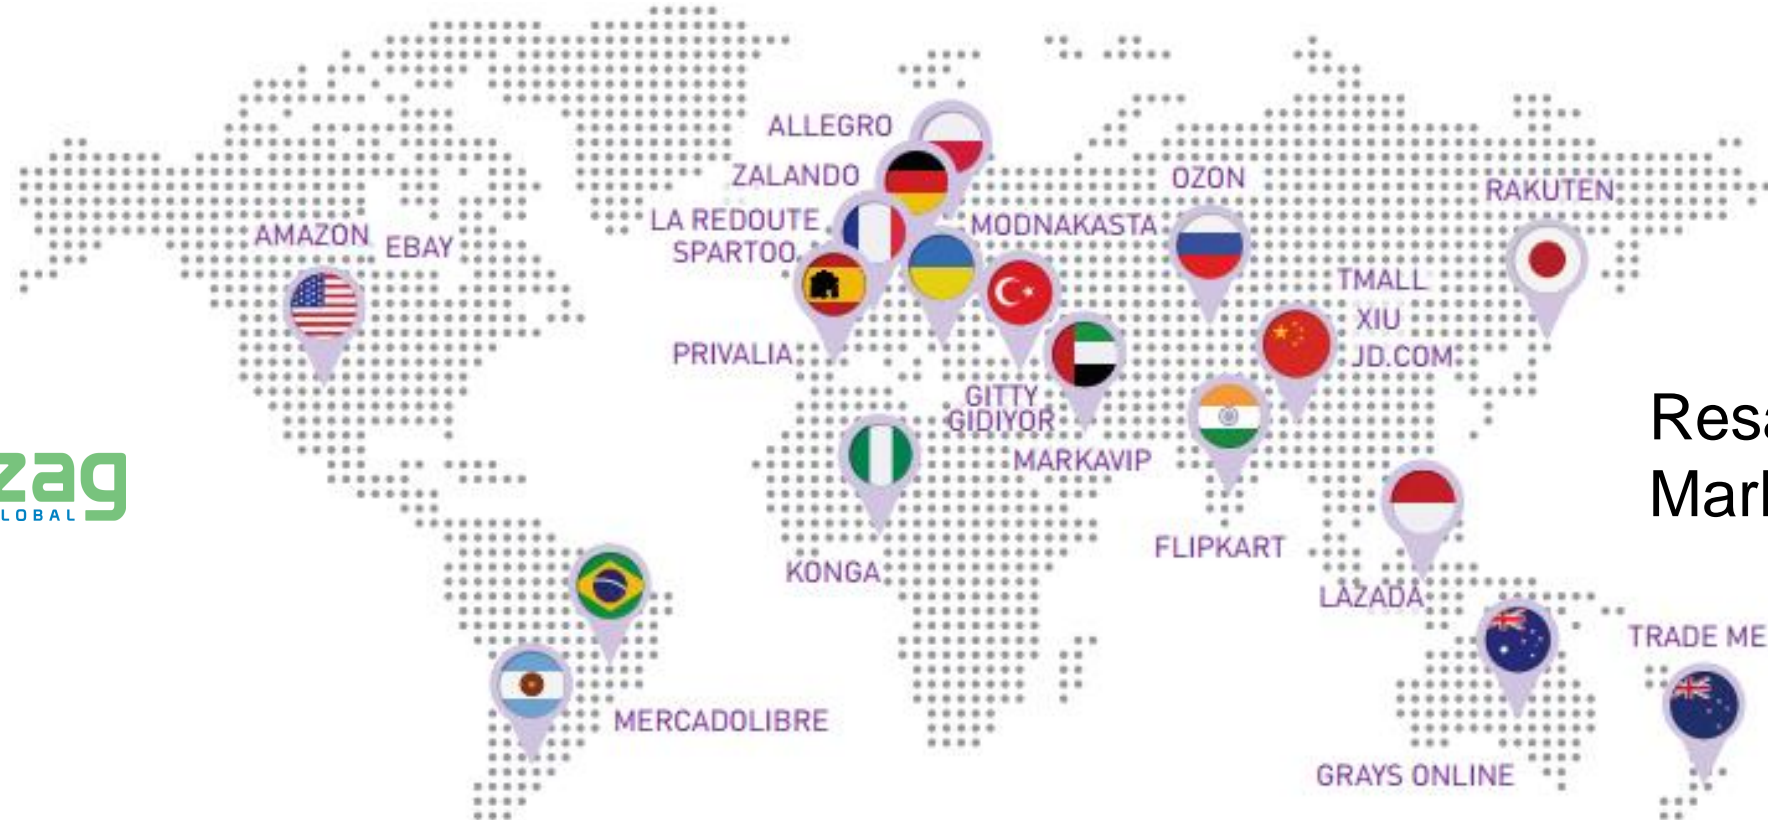 ALLEGRO
ZALANDO
OZON
RAKUTEN
LA REDOUTE
MODNAKASTA
AMAZON
EBAY
SPARTOO
TMALL
XIU
PRIVALIA
JD.COM
GITTY
GIDIYOR
MARKAVIP
zag
LOBAL
FLIPKART
KONGA
LAZADA
TRADE ME
MERCADOLIBRE
GRAYS ONLINE